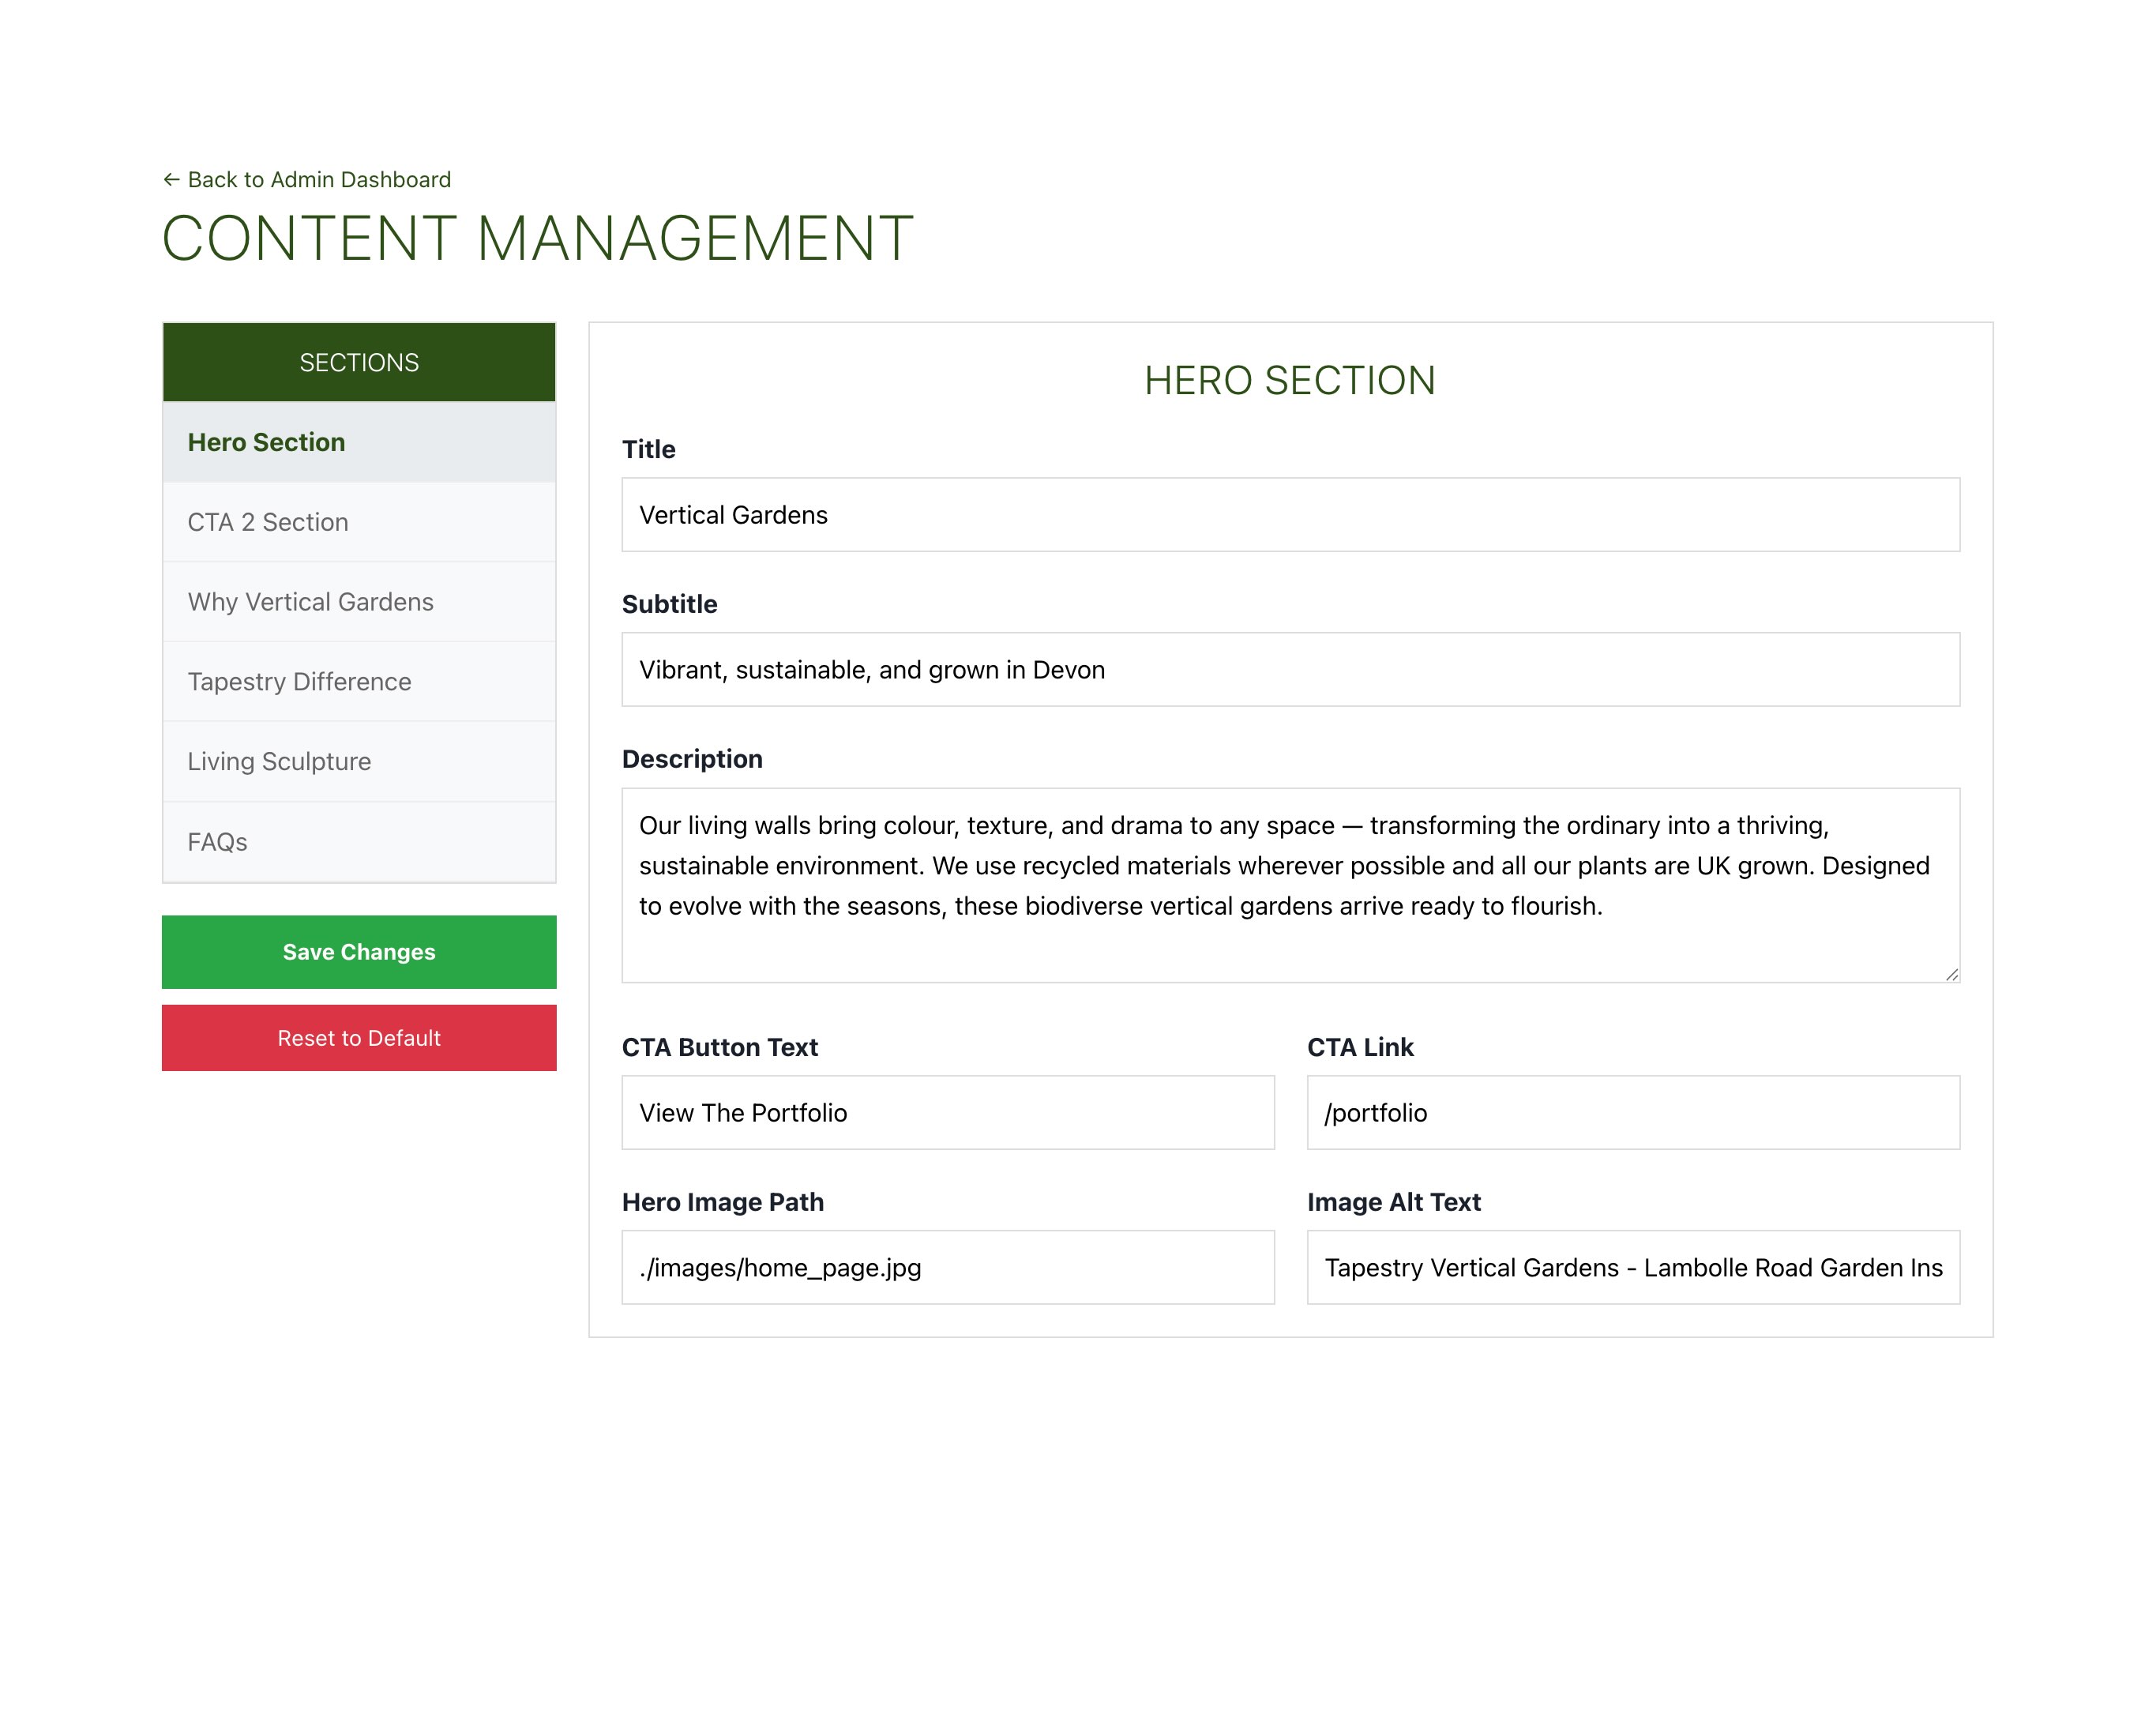 ← Back to Admin Dashboard
CONTENT MANAGEMENT
SECTIONS
Hero Section
CTA 2 Section
Why Vertical Gardens
Tapestry Difference
Living Sculpture
FAQs
Save Changes
Reset to Default
HERO SECTION
Title
Vertical Gardens
Subtitle
Vibrant, sustainable, and grown in Devon
Description
Our living walls bring colour, texture, and drama to any space — transforming the ordinary into a thriving,
sustainable environment. We use recycled materials wherever possible and all our plants are UK grown. Designed
to evolve with the seasons, these biodiverse vertical gardens arrive ready to flourish.
CTA Button Text
View The Portfolio
CTA Link
/portfolio
Hero Image Path
./images/home_page.jpg
Image Alt Text
Tapestry Vertical Gardens - Lambolle Road Garden Ins